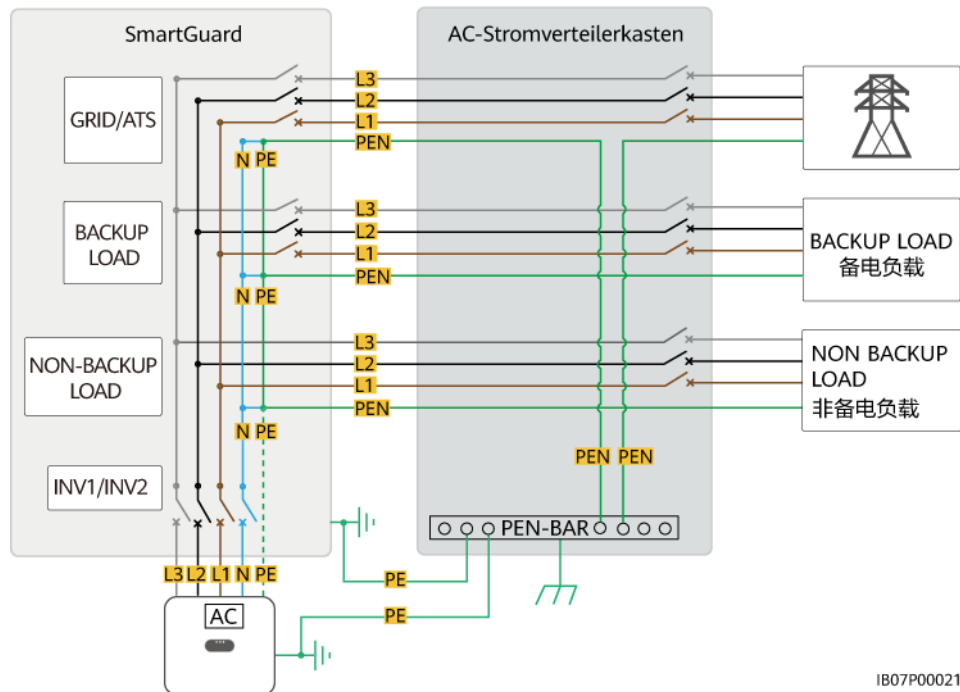 SmartGuard
AC-Stromverteilerkasten
GRID/ATS
L3
L2
L1
PEN
N PE
BACKUP
LOAD
L3
L2
L1
PEN
N PE
BACKUP LOAD
备电负载
NON-BACKUP
LOAD
L3
L2
L1
PEN
N PE
NON BACKUP
LOAD
非备电负载
PEN PEN
INV1/INV2
PEN-BAR
L3 L2 L1 N PE
PE
PE
AC
IB07P00021